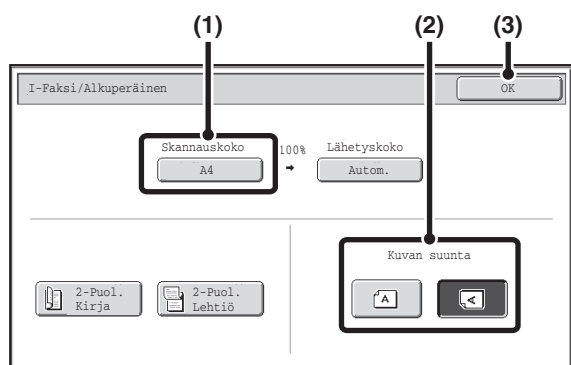 (1) (2) (3)
I-Faksi/Alkuperäinen OK
Skannauskoko 100% Lähetyskoko
A4 Autom.
Kuvan suunta
2-Puol. Kirja
2-Puol. Lehtiö
A A